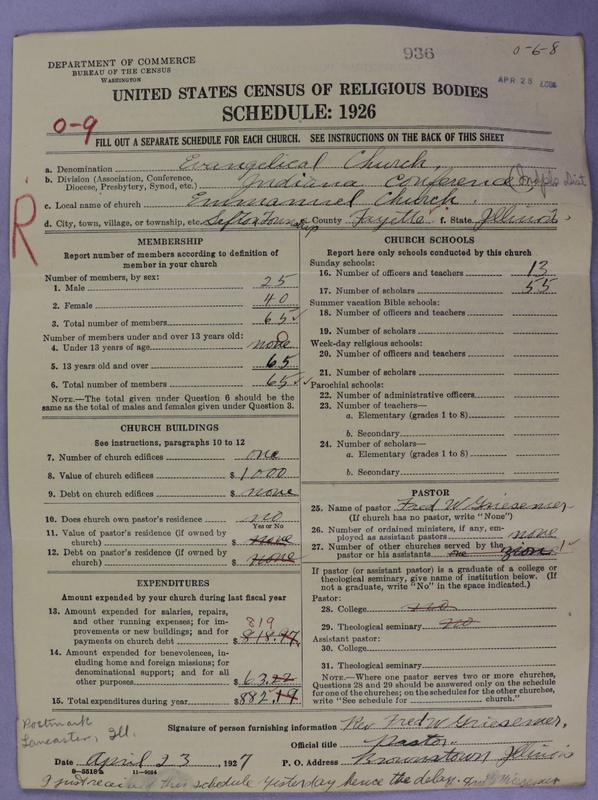 936
0-6-8
DEPARTMENT OF COMMERCE
BUREAU OF THE CENSUS
WASHINGTON
APR 25
UNITED STATES CENSUS OF RELIGIOUS BODIES
SCHEDULE: 1926
0-9
FILL OUT A SEPARATE SCHEDULE FOR EACH CHURCH. SEE INSTRUCTIONS ON THE BACK OF THIS SHEET
R
a. Denomination Evangelical Church.
b. Division (Association, Conference, Diocese, Presbytery, Synod, etc.) Indiana Conference, (Indpls Dist
c. Local name of church Emmanuel Church.
d. City, town, village, or township, etc. Sefton Township County Fayette f. State Illinois.
MEMBERSHIP
Report number of members according to definition of member in your church
Number of members, by sex:
1. Male 25
2. Female 40
3. Total number of members 65 ✓
Number of members under and over 13 years old:
4. Under 13 years of age none 0
5. 13 years old and over 65
6. Total number of members 65 ✓
NOTE.—The total given under Question 6 should be the same as the total of males and females given under Question 3.
CHURCH BUILDINGS
See instructions, paragraphs 10 to 12
7. Number of church edifices one
8. Value of church edifices $1000
9. Debt on church edifices $none
10. Does church own pastor's residence no
Yes or No
11. Value of pastor's residence (if owned by church) $none
12. Debt on pastor's residence (if owned by church) $none
EXPENDITURES
Amount expended by your church during last fiscal year
13. Amount expended for salaries, repairs, and other running expenses; for improvements or new buildings; and for payments on church debt $818.97
819
14. Amount expended for benevolences, including home and foreign missions; for denominational support; and for all other purposes $63.22
15. Total expenditures during year $882.19
CHURCH SCHOOLS
Report here only schools conducted by this church
Sunday schools:
16. Number of officers and teachers 13
17. Number of scholars 55
Summer vacation Bible schools:
18. Number of officers and teachers
19. Number of scholars
Week-day religious schools:
20. Number of officers and teachers
21. Number of scholars
Parochial schools:
22. Number of administrative officers
23. Number of teachers—
a. Elementary (grades 1 to 8)
b. Secondary
24. Number of scholars—
a. Elementary (grades 1 to 8)
b. Secondary
PASTOR
25. Name of pastor Fred W Griesemer
(If church has no pastor, write "None")
26. Number of ordained ministers, if any, employed as assistant pastors none
27. Number of other churches served by the pastor or his assistants one 1 ✓
If pastor (or assistant pastor) is a graduate of a college or theological seminary, give name of institution below. (If not a graduate, write "No" in the space indicated.)
Pastor:
28. College no
29. Theological seminary no
Assistant pastor:
30. College
31. Theological seminary
NOTE.—Where one pastor serves two or more churches, Questions 28 and 29 should be answered only on the schedule for one of the churches; on the schedules for the other churches, write "See schedule for church."
Postmark
Lancaster, Ill.
Signature of person furnishing information Rev Fred W Griesemer,
Official title Pastor.
Date April 23, 1927 P. O. Address Brownstown Illinois
9—5518a 11—9024
I just received this schedule yesterday hence the delay. Fred W Griesemer